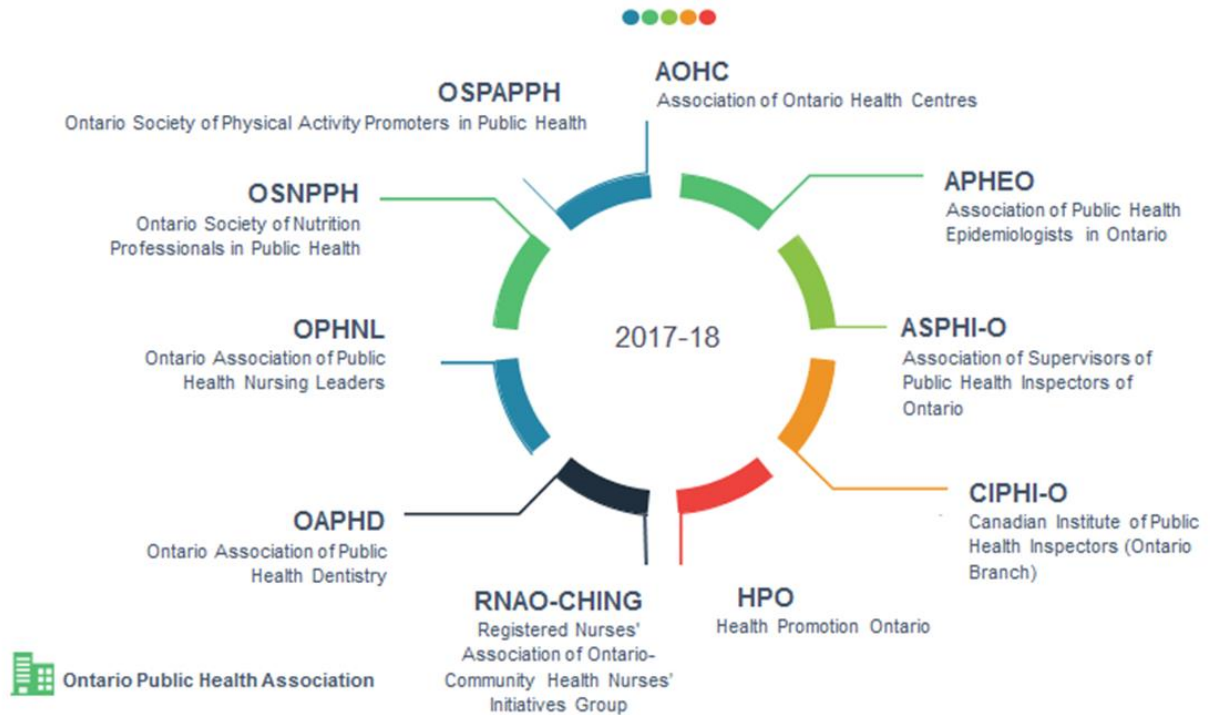 AOHC
Association of Ontario Health Centres
OSPAPPH
Ontario Society of Physical Activity Promoters in Public Health
APHEO
Association of Public Health
Epidemiologists in Ontario
OSNPPH
Ontario Society of Nutrition
Professionals in Public Health
2017-18
ASPHI-O
Association of Supervisors of
Public Health Inspectors of
Ontario
OPHNL
Ontario Association of Public
Health Nursing Leaders
CIPHI-O
Canadian Institute of Public
Health Inspectors (Ontario
Branch)
OAPHD
Ontario Association of Public
Health Dentistry
HPO
Health Promotion Ontario
RNAO-CHING
Registered Nurses'
Association of Ontario-
Community Health Nurses'
Initiatives Group
Ontario Public Health Association